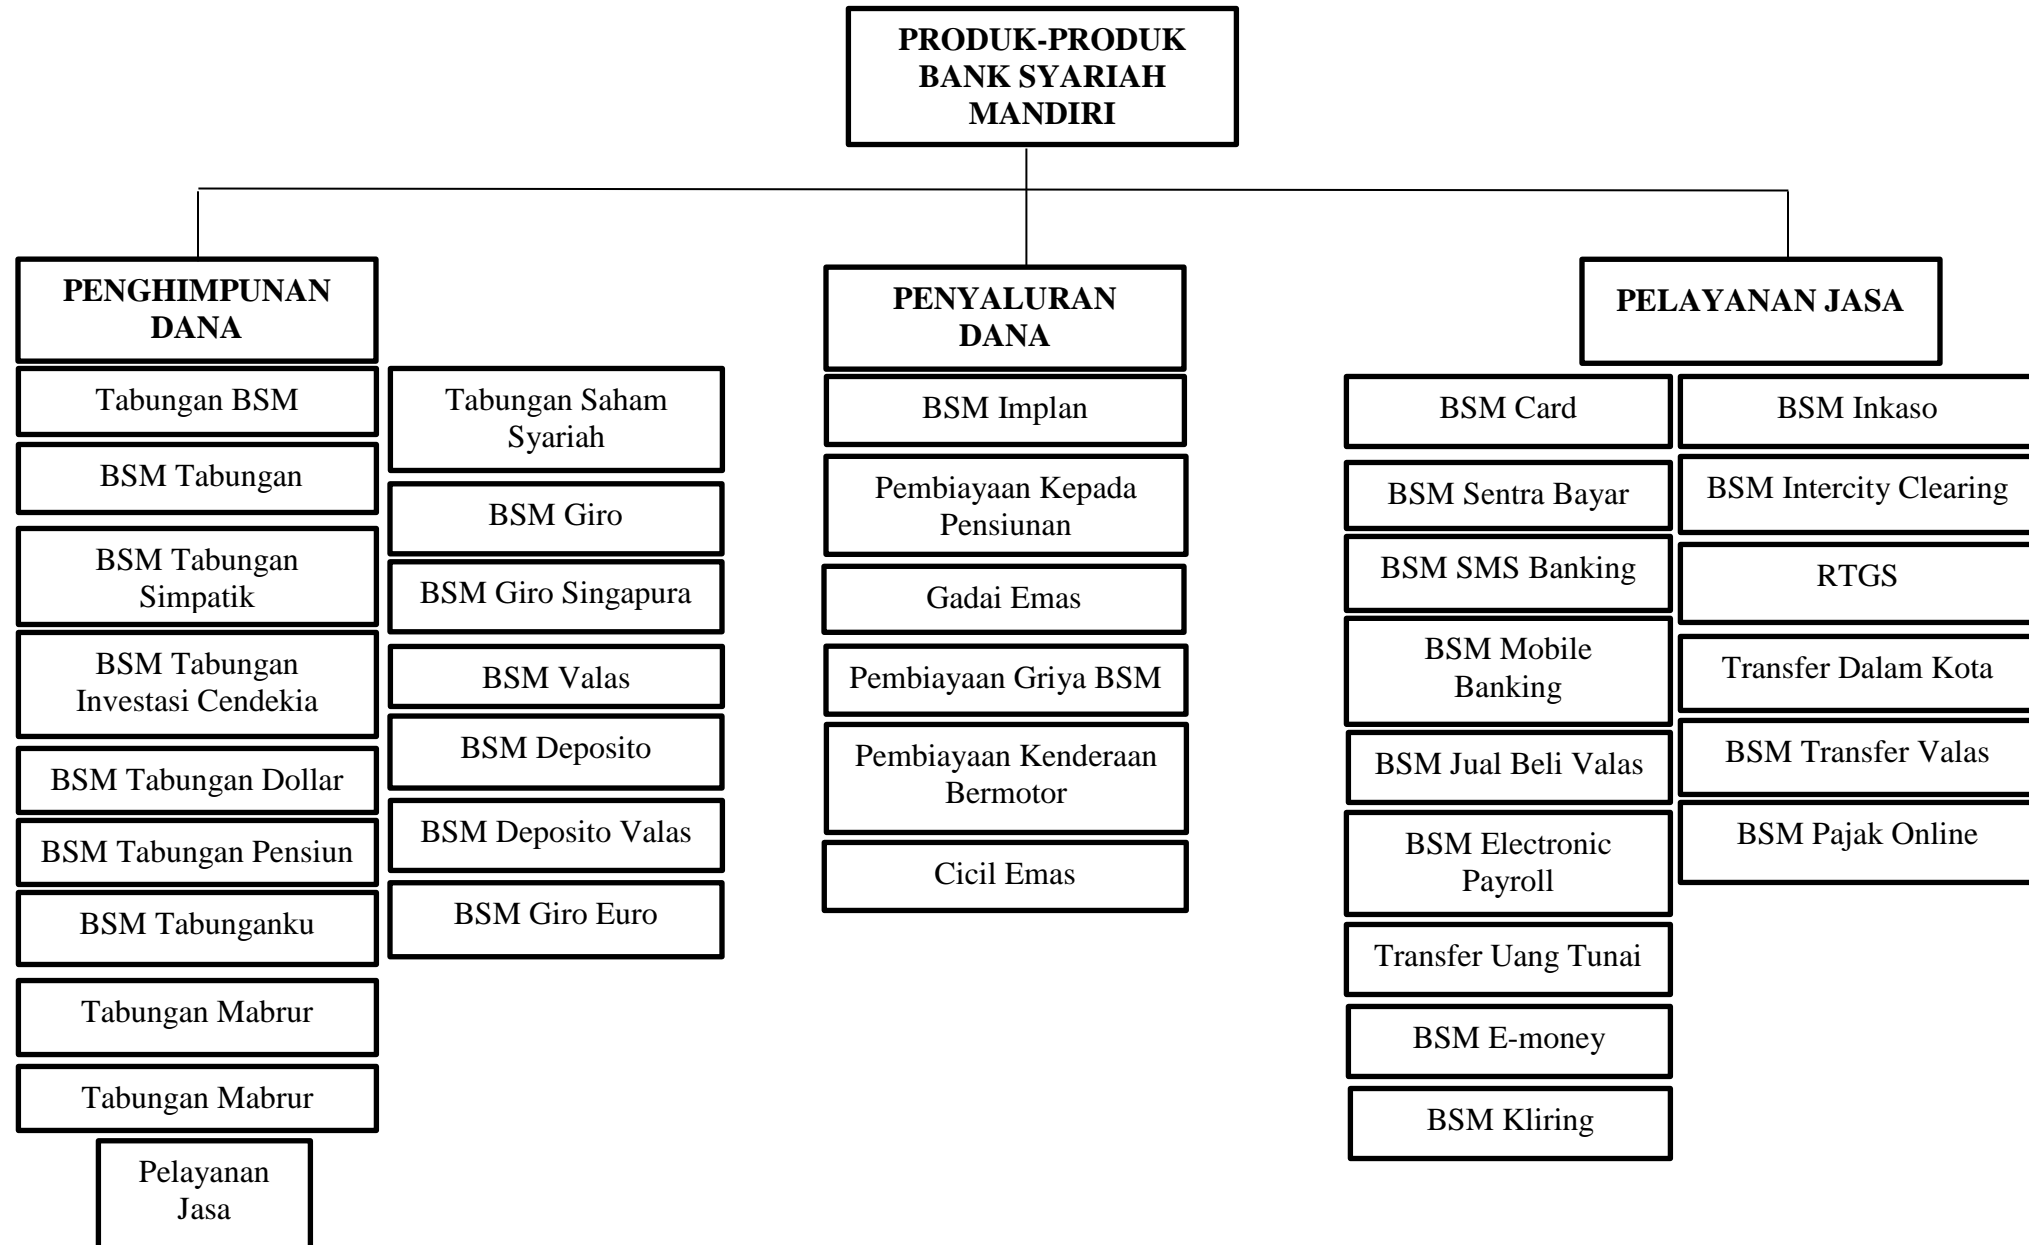 PRODUK-PRODUK
BANK SYARIAH
MANDIRI
PENGHIMPUNAN
DANA
Tabungan BSM
BSM Tabungan
BSM Tabungan
Simpatik
BSM Tabungan
Investasi Cendekia
BSM Tabungan Dollar
BSM Tabungan Pensiun
BSM Tabunganku
Tabungan Mabrur
Tabungan Mabrur
Pelayanan
Jasa
Tabungan Saham
Syariah
BSM Giro
BSM Giro Singapura
BSM Valas
BSM Deposito
BSM Deposito Valas
BSM Giro Euro
PENYALURAN
DANA
BSM Implan
Pembiayaan Kepada
Pensiunan
Gadai Emas
Pembiayaan Griya BSM
Pembiayaan Kenderaan
Bermotor
Cicil Emas
PELAYANAN JASA
BSM Card
BSM Sentra Bayar
BSM SMS Banking
BSM Mobile
Banking
BSM Jual Beli Valas
BSM Electronic
Payroll
Transfer Uang Tunai
BSM E-money
BSM Kliring
BSM Inkaso
BSM Intercity Clearing
RTGS
Transfer Dalam Kota
BSM Transfer Valas
BSM Pajak Online